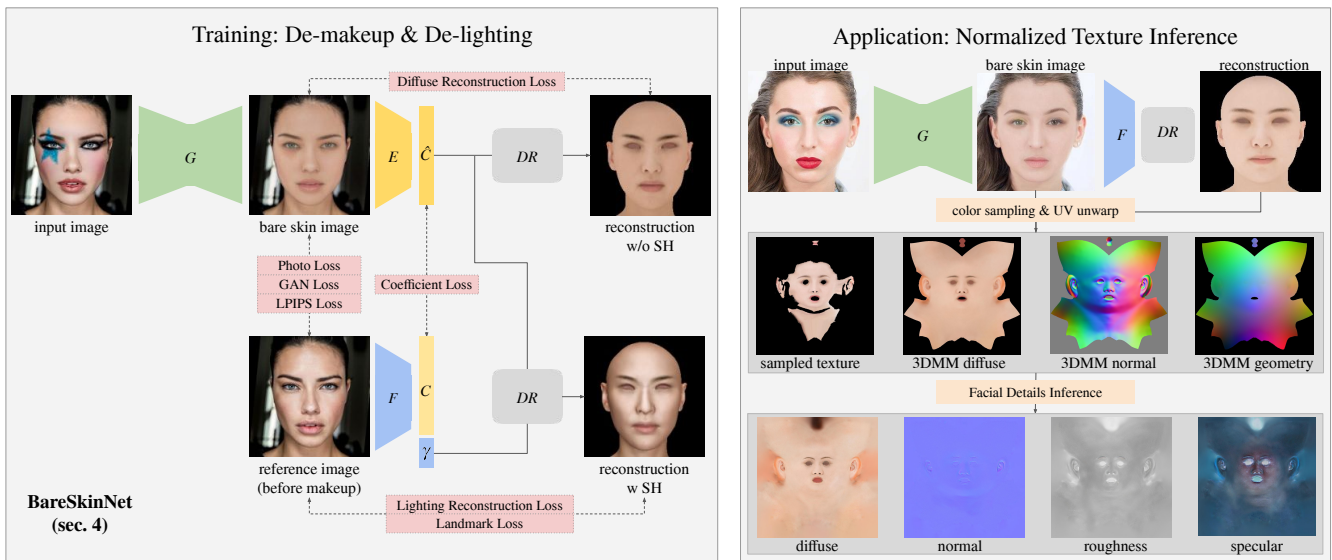 Training: De-makeup & De-lighting
Diffuse Reconstruction Loss
G
E
Ĉ
DR
input image
bare skin image
reconstruction
w/o SH
Photo Loss
GAN Loss
LPIPS Loss
Coefficient Loss
F
C
γ
DR
reference image
(before makeup)
reconstruction
w SH
BareSkinNet
(sec. 4)
Lighting Reconstruction Loss
Landmark Loss
Application: Normalized Texture Inference
input image
bare skin image
reconstruction
G
F
DR
color sampling & UV unwarp
sampled texture
3DMM diffuse
3DMM normal
3DMM geometry
Facial Details Inference
diffuse
normal
roughness
specular